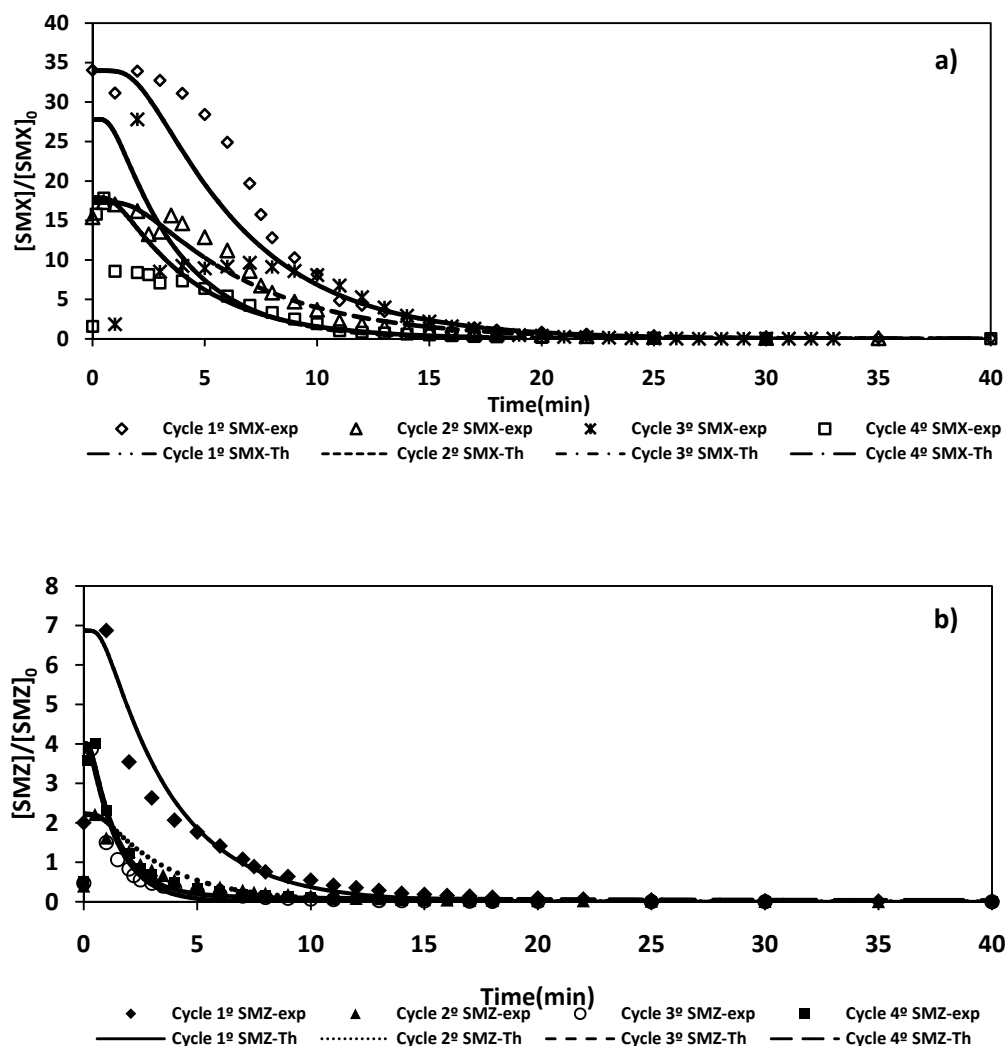 40
a)
35
30
25
20
15
10
5
0
[SMX]/[SMX]0
0 5 10 15 20 25 30 35 40
Time(min)
Cycle 1º SMX-exp Cycle 2º SMX-exp Cycle 3º SMX-exp Cycle 4º SMX-exp
Cycle 1º SMX-Th Cycle 2º SMX-Th Cycle 3º SMX-Th Cycle 4º SMX-Th
8
b)
7
6
5
4
3
2
1
0
[SMZ]/[SMZ]0
0 5 10 15 20 25 30 35 40
Time(min)
Cycle 1º SMZ-exp Cycle 2º SMZ-exp Cycle 3º SMZ-exp Cycle 4º SMZ-exp
Cycle 1º SMZ-Th Cycle 2º SMZ-Th Cycle 3º SMZ-Th Cycle 4º SMZ-Th